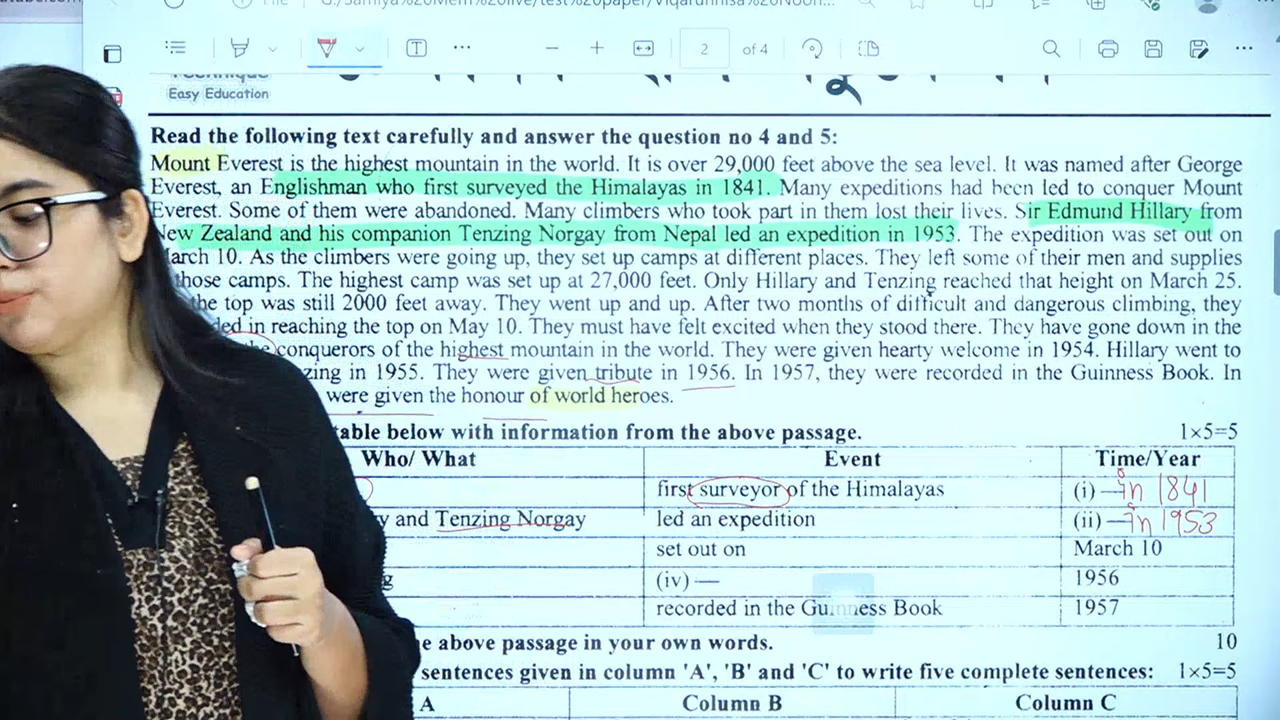 2 of 4
Easy Education
Read the following text carefully and answer the question no 4 and 5:
Mount Everest is the highest mountain in the world. It is over 29,000 feet above the sea level. It was named after George
Everest, an Englishman who first surveyed the Himalayas in 1841. Many expeditions had been led to conquer Mount
Everest. Some of them were abandoned. Many climbers who took part in them lost their lives. Sir Edmund Hillary from
New Zealand and his companion Tenzing Norgay from Nepal led an expedition in 1953. The expedition was set out on
March 10. As the climbers were going up, they set up camps at different places. They left some of their men and supplies
those camps. The highest camp was set up at 27,000 feet. Only Hillary and Tenzing reached that height on March 25.
the top was still 2000 feet away. They went up and up. After two months of difficult and dangerous climbing, they
in reaching the top on May 10. They must have felt excited when they stood there. They have gone down in the
the conquerors of the highest mountain in the world. They were given hearty welcome in 1954. Hillary went to
in 1955. They were given tribute in 1956. In 1957, they were recorded in the Guinness Book. In
were given the honour of world heroes.
table below with information from the above passage. 1×5=5
Who/ What Event Time/Year
first surveyor of the Himalayas (i) — in 1841
and Tenzing Norgay led an expedition (ii) — in 1953
set out on March 10
(iv) — 1956
recorded in the Guinness Book 1957
above passage in your own words. 10
sentences given in column 'A', 'B' and 'C' to write five complete sentences: 1×5=5
A Column B Column C